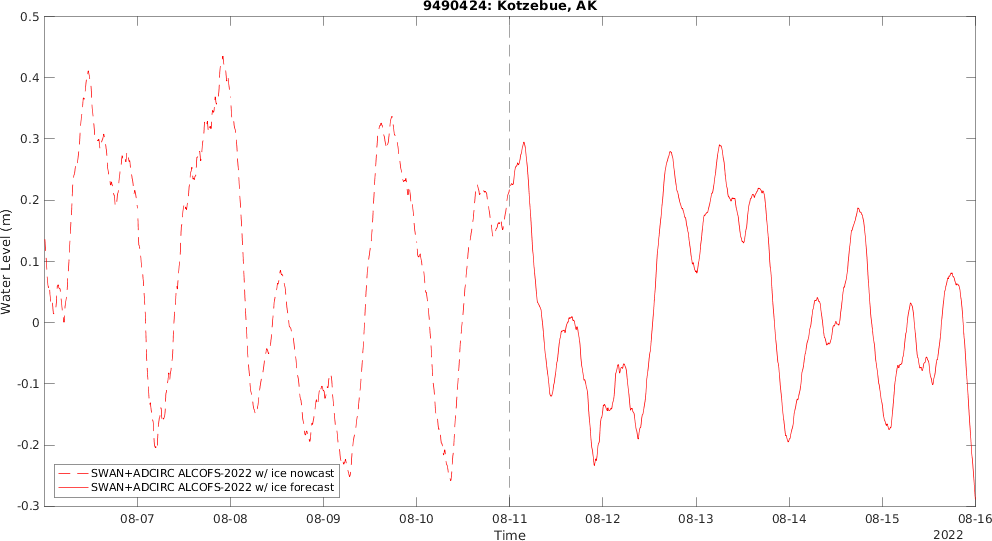 9490424: Kotzebue, AK
0.5
0.4
0.3
0.2
0.1
0
-0.1
-0.2
-0.3
Water Level (m)
SWAN+ADCIRC ALCOFS-2022 w/ ice nowcast
SWAN+ADCIRC ALCOFS-2022 w/ ice forecast
08-07 08-08 08-09 08-10 08-11 08-12 08-13 08-14 08-15 08-16
Time
2022